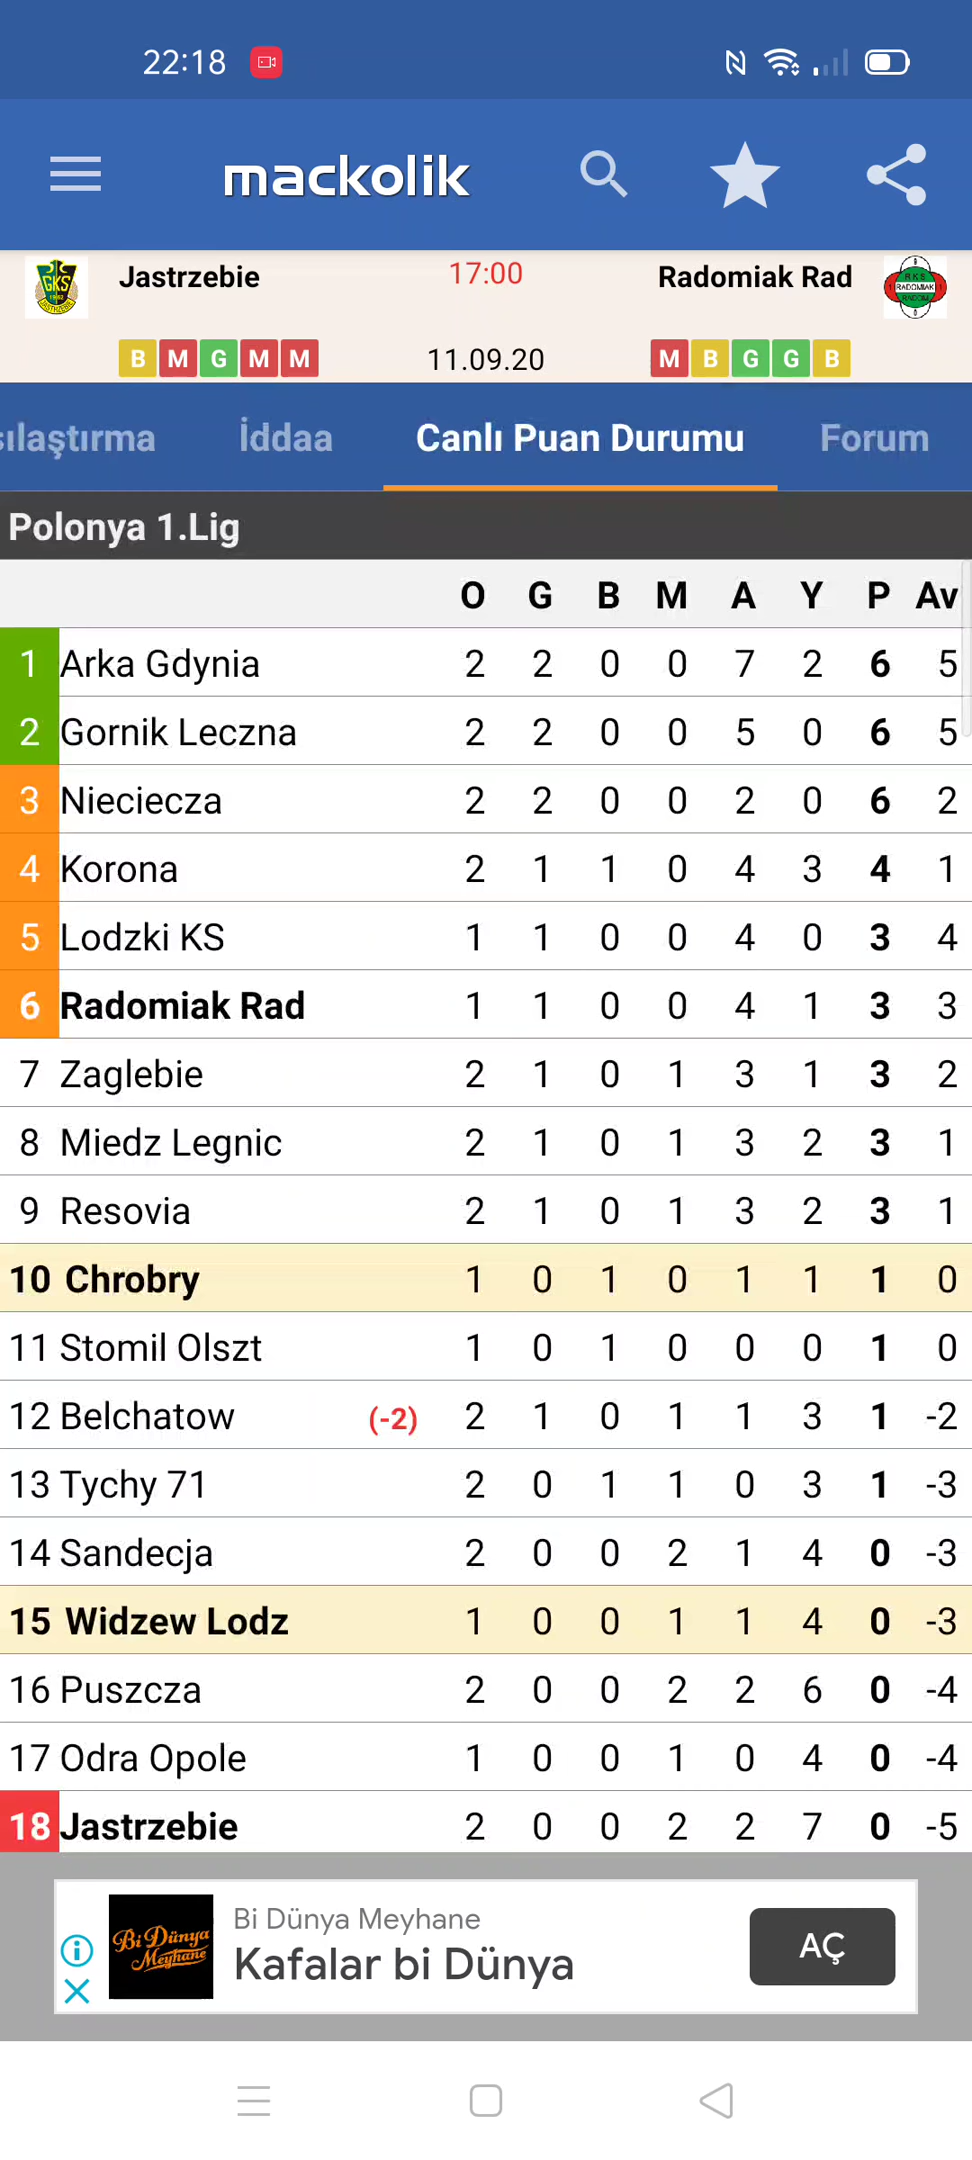 22:18
mackolik
Jastrzebie 17:00 Radomiak Rad
B M G M M 11.09.20 M B G G B
sılaştırma İddaa Canlı Puan Durumu Forum
Polonya 1.Lig
O G B M A Y P Av
1 Arka Gdynia 2 2 0 0 7 2 6 5
2 Gornik Leczna 2 2 0 0 5 0 6 5
3 Nieciecza 2 2 0 0 2 0 6 2
4 Korona 2 1 1 0 4 3 4 1
5 Lodzki KS 1 1 0 0 4 0 3 4
6 Radomiak Rad 1 1 0 0 4 1 3 3
7 Zaglebie 2 1 0 1 3 1 3 2
8 Miedz Legnic 2 1 0 1 3 2 3 1
9 Resovia 2 1 0 1 3 2 3 1
10 Chrobry 1 0 1 0 1 1 1 0
11 Stomil Olszt 1 0 1 0 0 0 1 0
12 Belchatow (-2) 2 1 0 1 1 3 1 -2
13 Tychy 71 2 0 1 1 0 3 1 -3
14 Sandecja 2 0 0 2 1 4 0 -3
15 Widzew Lodz 1 0 0 1 1 4 0 -3
16 Puszcza 2 0 0 2 2 6 0 -4
17 Odra Opole 1 0 0 1 0 4 0 -4
18 Jastrzebie 2 0 0 2 2 7 0 -5
Bi Dünya Meyhane
Bi Dünya Meyhane
Kafalar bi Dünya
AÇ